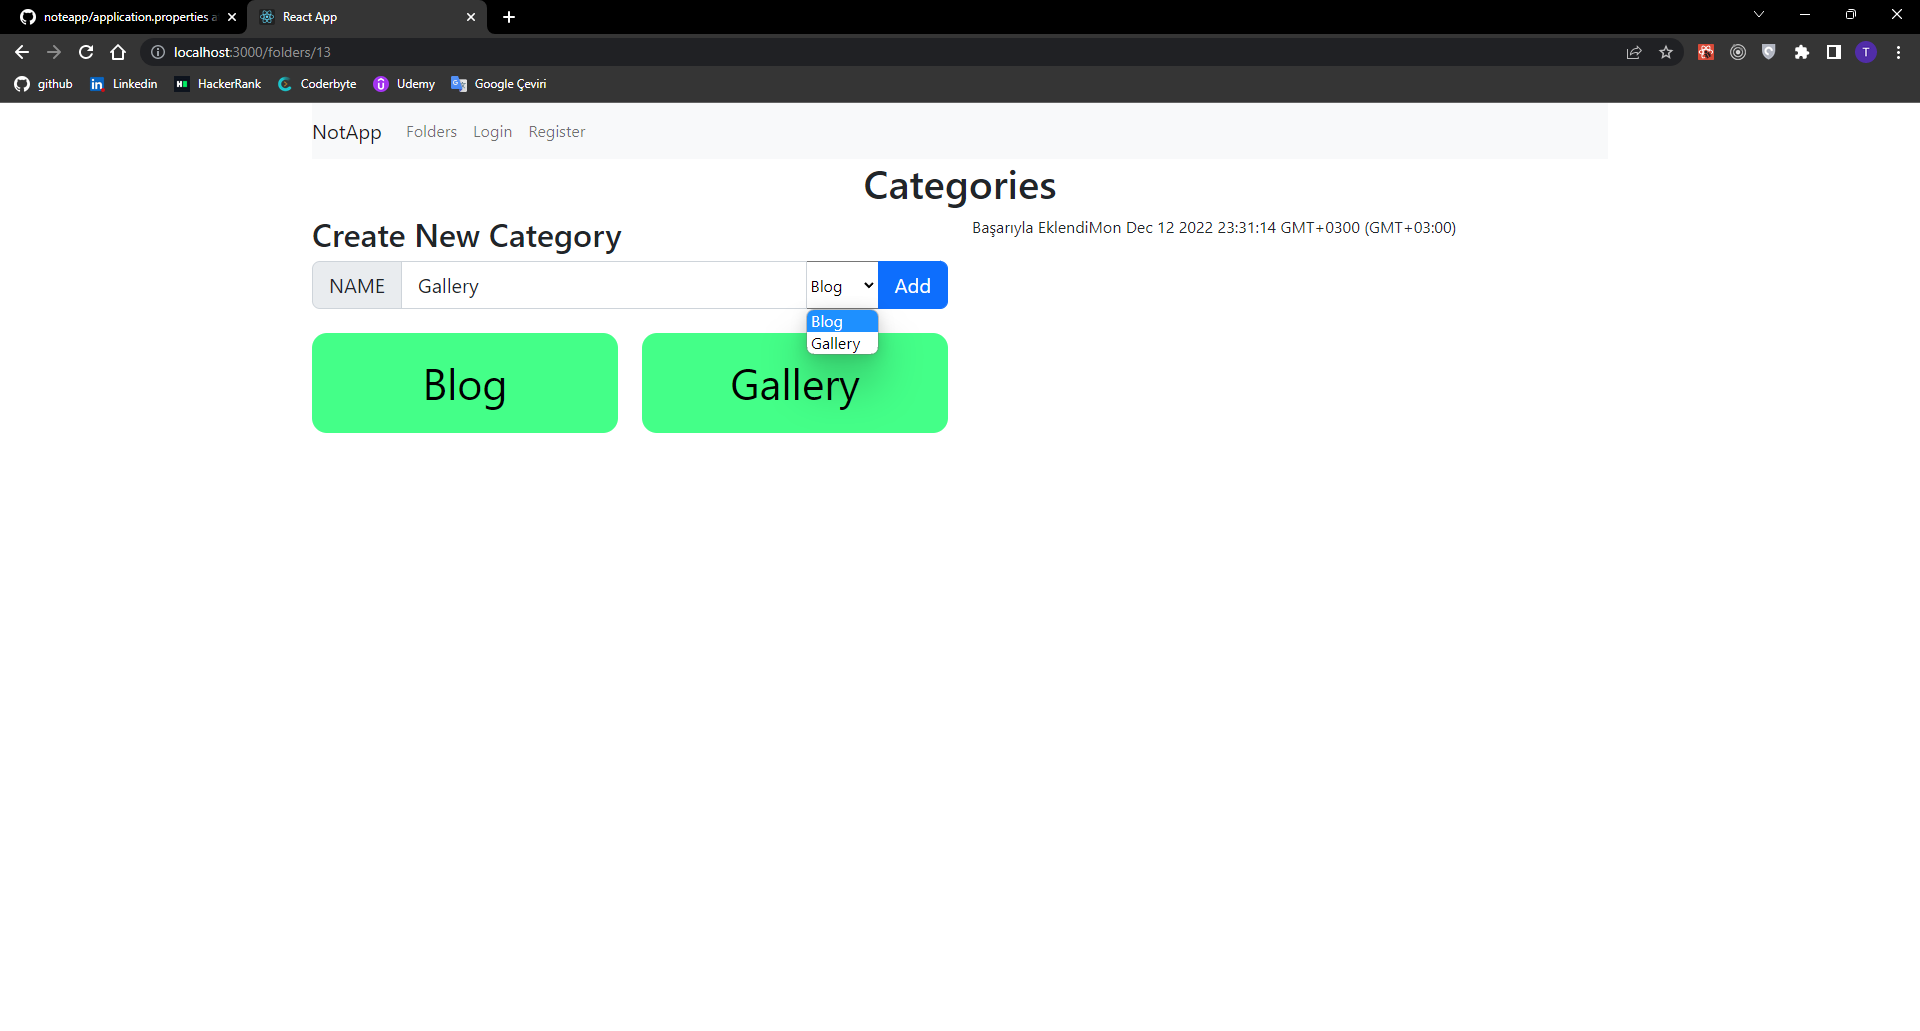 noteapp/application.properties a
React App
localhost:3000/folders/13
T
github Linkedin HackerRank Coderbyte Udemy Google Çeviri
NotApp Folders Login Register
Categories
Create New Category
Başarıyla EklendiMon Dec 12 2022 23:31:14 GMT+0300 (GMT+03:00)
NAME Gallery Blog Add
Blog
Gallery
Blog Gallery